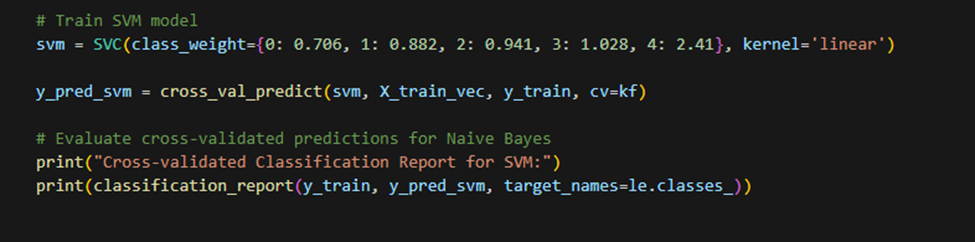 # Train SVM model
svm = SVC(class_weight={0: 0.706, 1: 0.882, 2: 0.941, 3: 1.028, 4: 2.41}, kernel='linear')
y_pred_svm = cross_val_predict(svm, X_train_vec, y_train, cv=kf)
# Evaluate cross-validated predictions for Naive Bayes
print("Cross-validated Classification Report for SVM:")
print(classification_report(y_train, y_pred_svm, target_names=le.classes_))